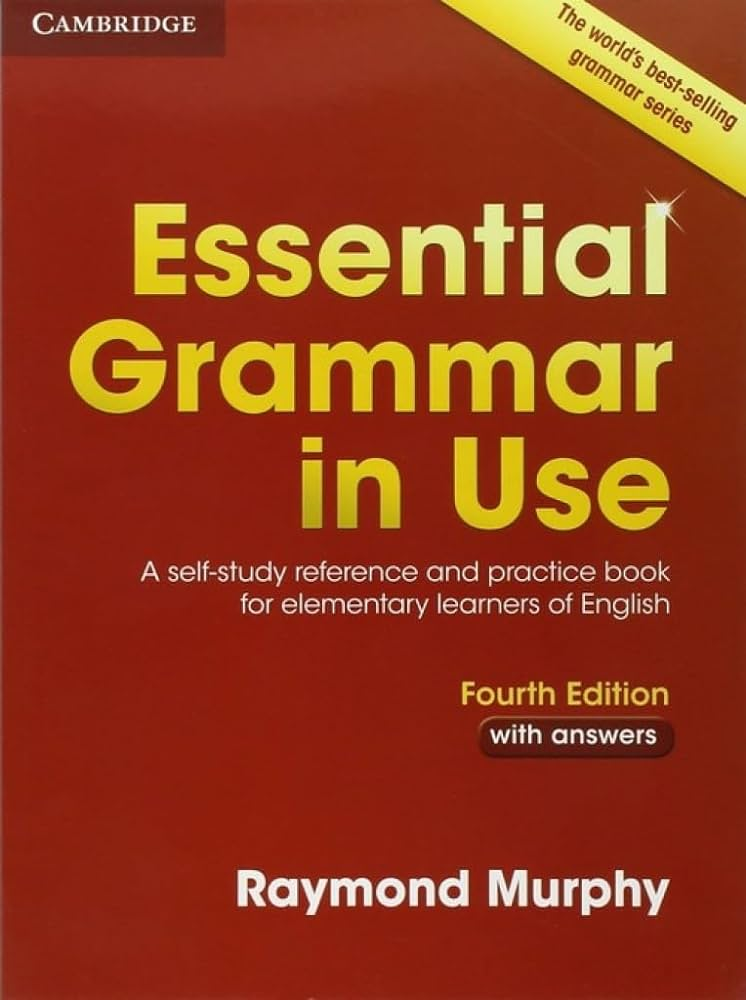 CAMBRIDGE
The world's best-selling
grammar series
Essential
Grammar
in Use
A self-study reference and practice book
for elementary learners of English
Fourth Edition
with answers
Raymond Murphy